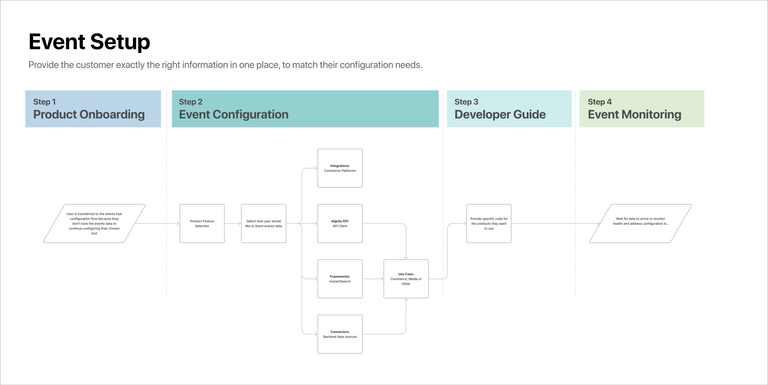 Event Setup
Provide the customer exactly the right information in one place, to match their configuration needs.
Step 1
Product Onboarding
Step 2
Event Configuration
Step 3
Developer Guide
Step 4
Event Monitoring
User is transferred to the events hub
configuration flow because they
don't have the events data to
continue configuring their chosen
tool
Product Feature
Selection
Select how your would
like to share events data
Integrations:
Commerce Platforms
Algolia API:
API Client
Frameworks:
InstantSearch
Connectors:
Backend data sources
Use Case:
Commerce, Media or
Other
Provide specific code for
the products they want
to use
Wait for data to arrive to monitor
health and address configuration is...